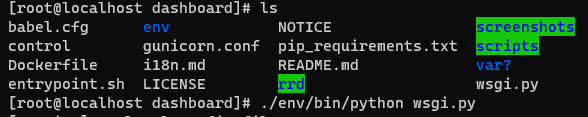 [root@localhost dashboard]# ls
babel.cfg      env            NOTICE                screenshots
control        gunicorn.conf  pip_requirements.txt  scripts
Dockerfile     i18n.md        README.md             var?
entrypoint.sh  LICENSE        rrd                   wsgi.py
[root@localhost dashboard]# ./env/bin/python wsgi.py